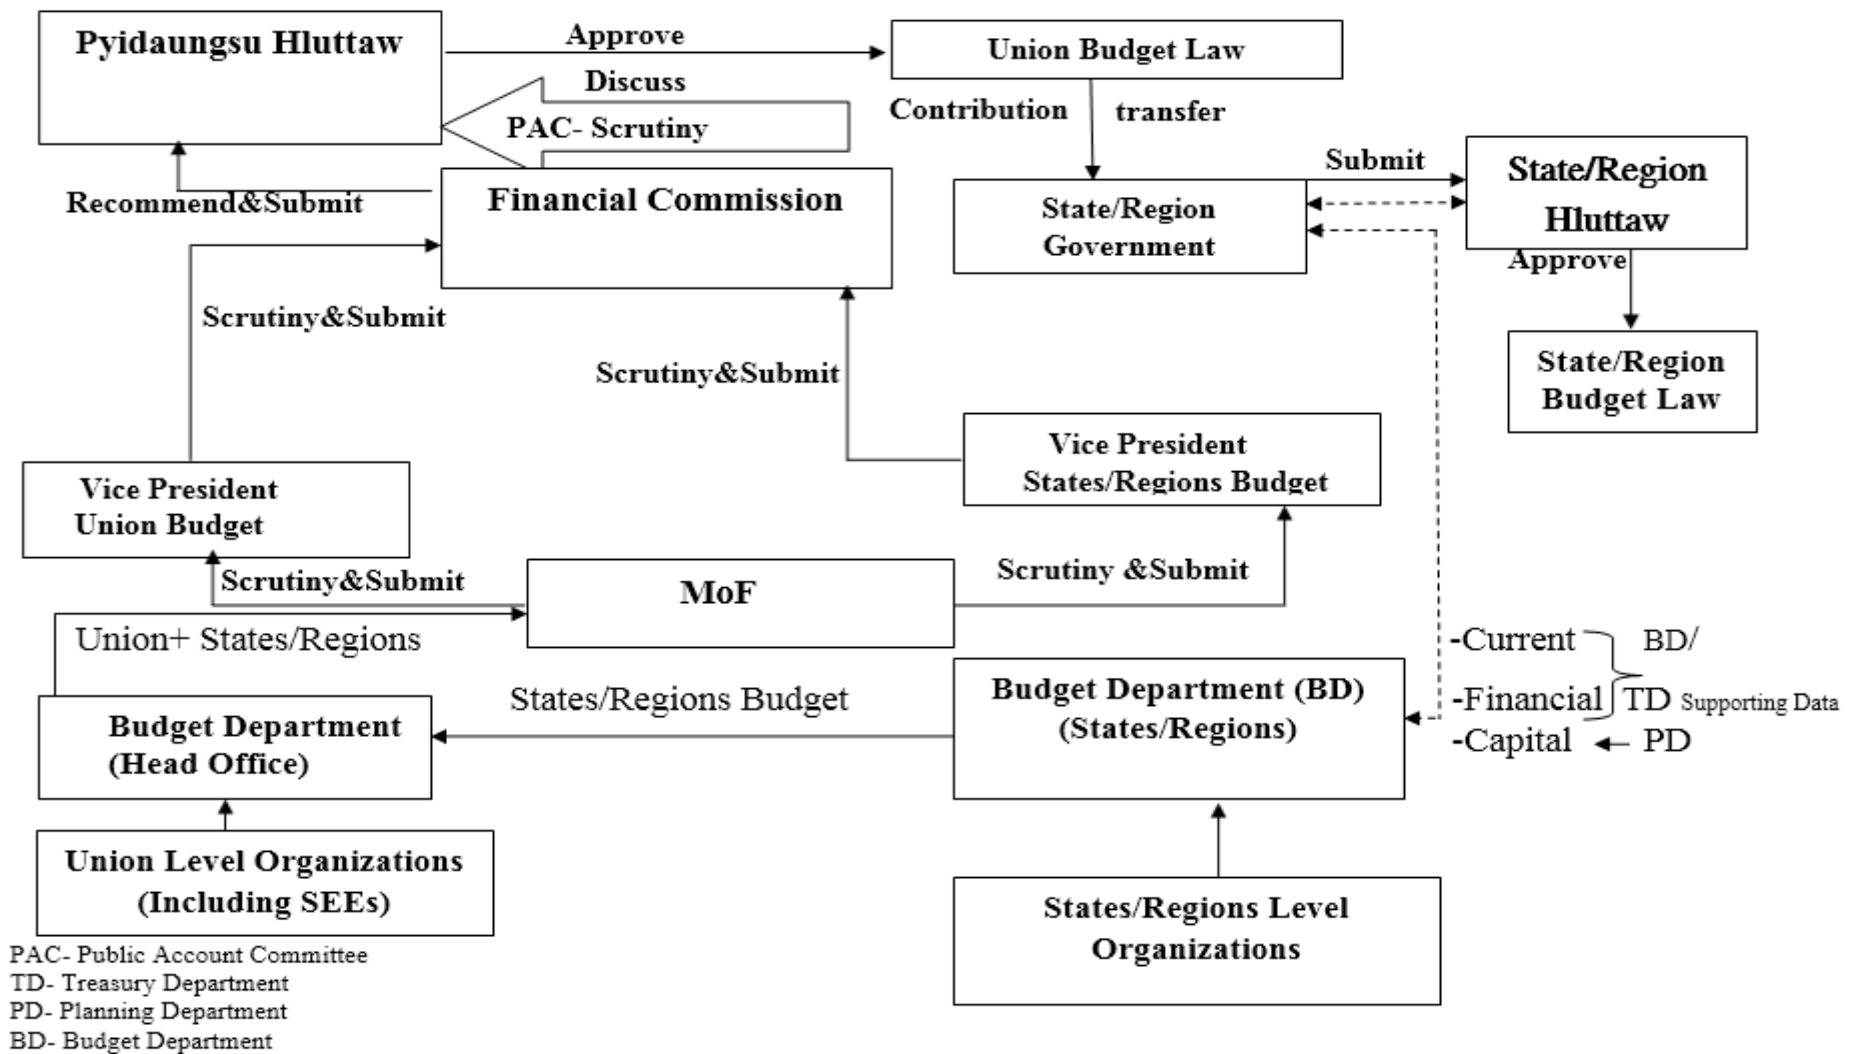 Pyidaungsu Hluttaw
Approve
Union Budget Law
Discuss
PAC- Scrutiny
Contribution transfer
Recommend&Submit
Financial Commission
State/Region
Government
Submit
State/Region
Hluttaw
Approve
State/Region
Budget Law
Scrutiny&Submit
Scrutiny&Submit
Vice President
Union Budget
Vice President
States/Regions Budget
Scrutiny&Submit
MoF
Scrutiny &Submit
Union+ States/Regions
States/Regions Budget
Budget Department
(Head Office)
Budget Department (BD)
(States/Regions)
-Current BD/
-Financial TD Supporting Data
-Capital PD
Union Level Organizations
(Including SEEs)
States/Regions Level
Organizations
PAC- Public Account Committee
TD- Treasury Department
PD- Planning Department
BD- Budget Department